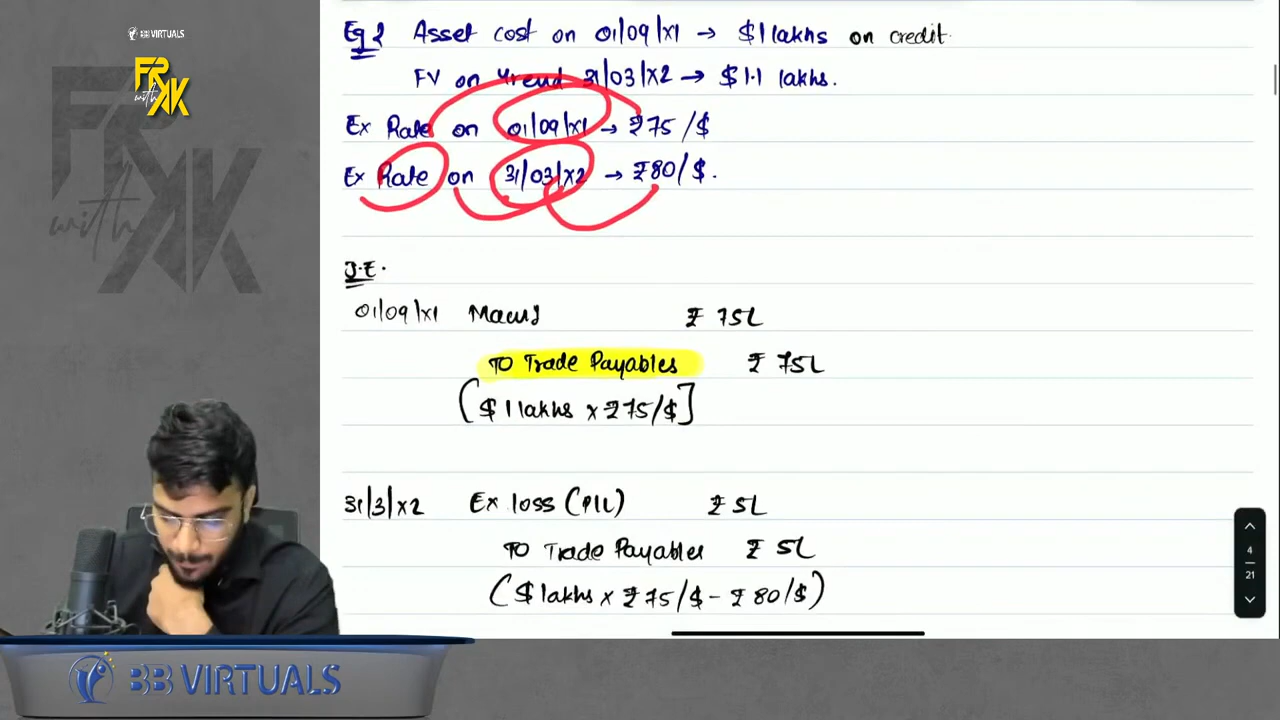 BB VIRTUALS
FR
with
AK
Eg 2 Asset cost on 01/09/x1 → $1 lakhs on credit.
FV on Yrend 31/03/x2 → $1.1 lakhs.
Ex Rate on 01/09/x1 → ₹75/$
Ex Rate on 31/03/x2 → ₹80/$.
J.E.
01/09/x1 ₹ 75L
TO Trade Payables ₹ 75L
($ 1 lakhs x ₹75/$]
31/3/x2 Ex loss (P/L) ₹ 5L
TO Trade Payables ₹ 5L
($ 1 lakhs x ₹75/$ - ₹80/$)
4
21
BB VIRTUALS